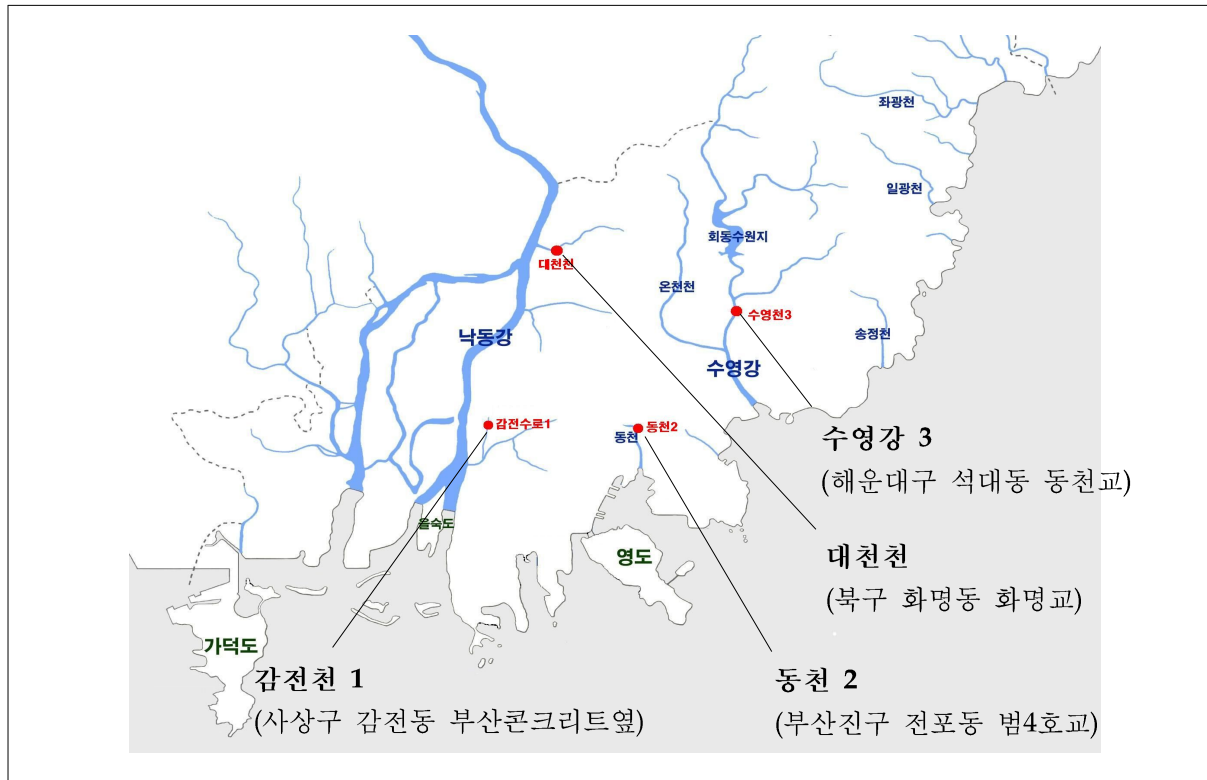 좌광천
일광천
회동수원지
대천천
온천천
수영천3
송정천
낙동강
수영강
감전수로1
동천2
동천
수영강 3
(해운대구 석대동 동천교)
을숙도
영도
대천천
(북구 화명동 화명교)
가덕도
감전천 1
(사상구 감전동 부산콘크리트옆)
동천 2
(부산진구 전포동 범4호교)